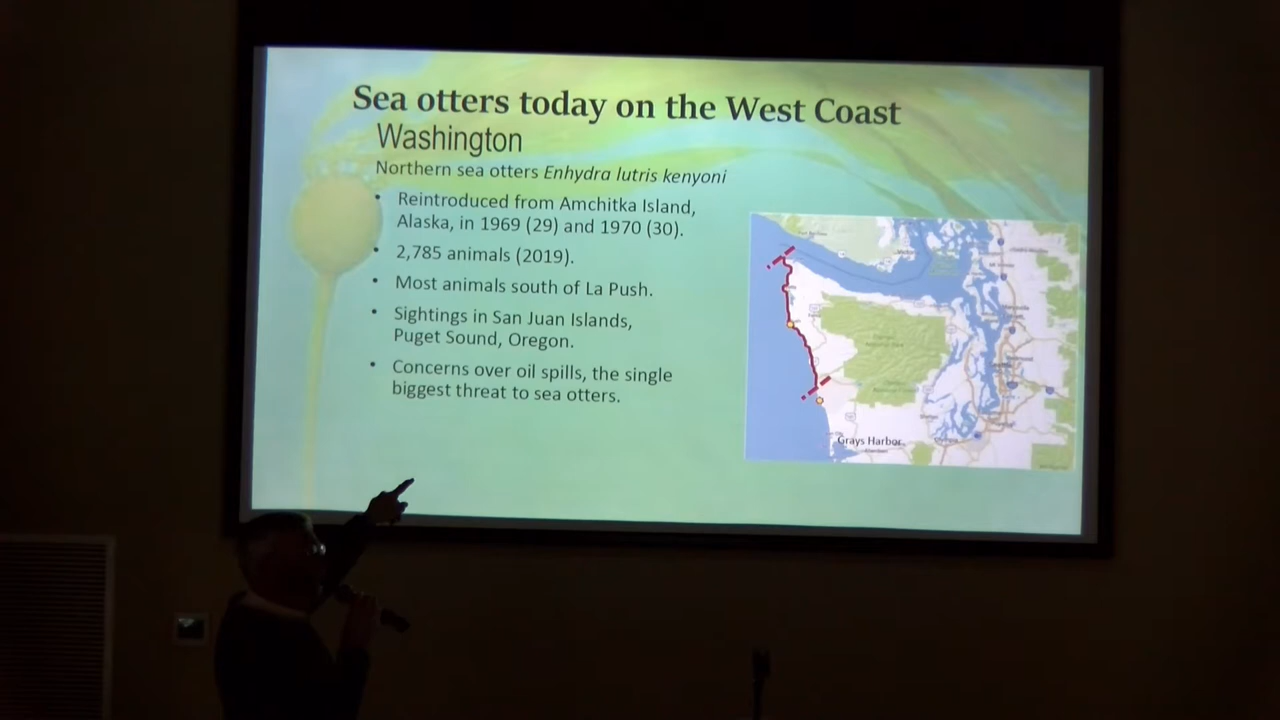 Sea otters today on the West Coast
Washington
Northern sea otters Enhydra lutris kenyoni
• Reintroduced from Amchitka Island,
Alaska, in 1969 (29) and 1970 (30).
• 2,785 animals (2019).
• Most animals south of La Push.
• Sightings in San Juan Islands,
Puget Sound, Oregon.
• Concerns over oil spills, the single
biggest threat to sea otters.
Grays Harbor